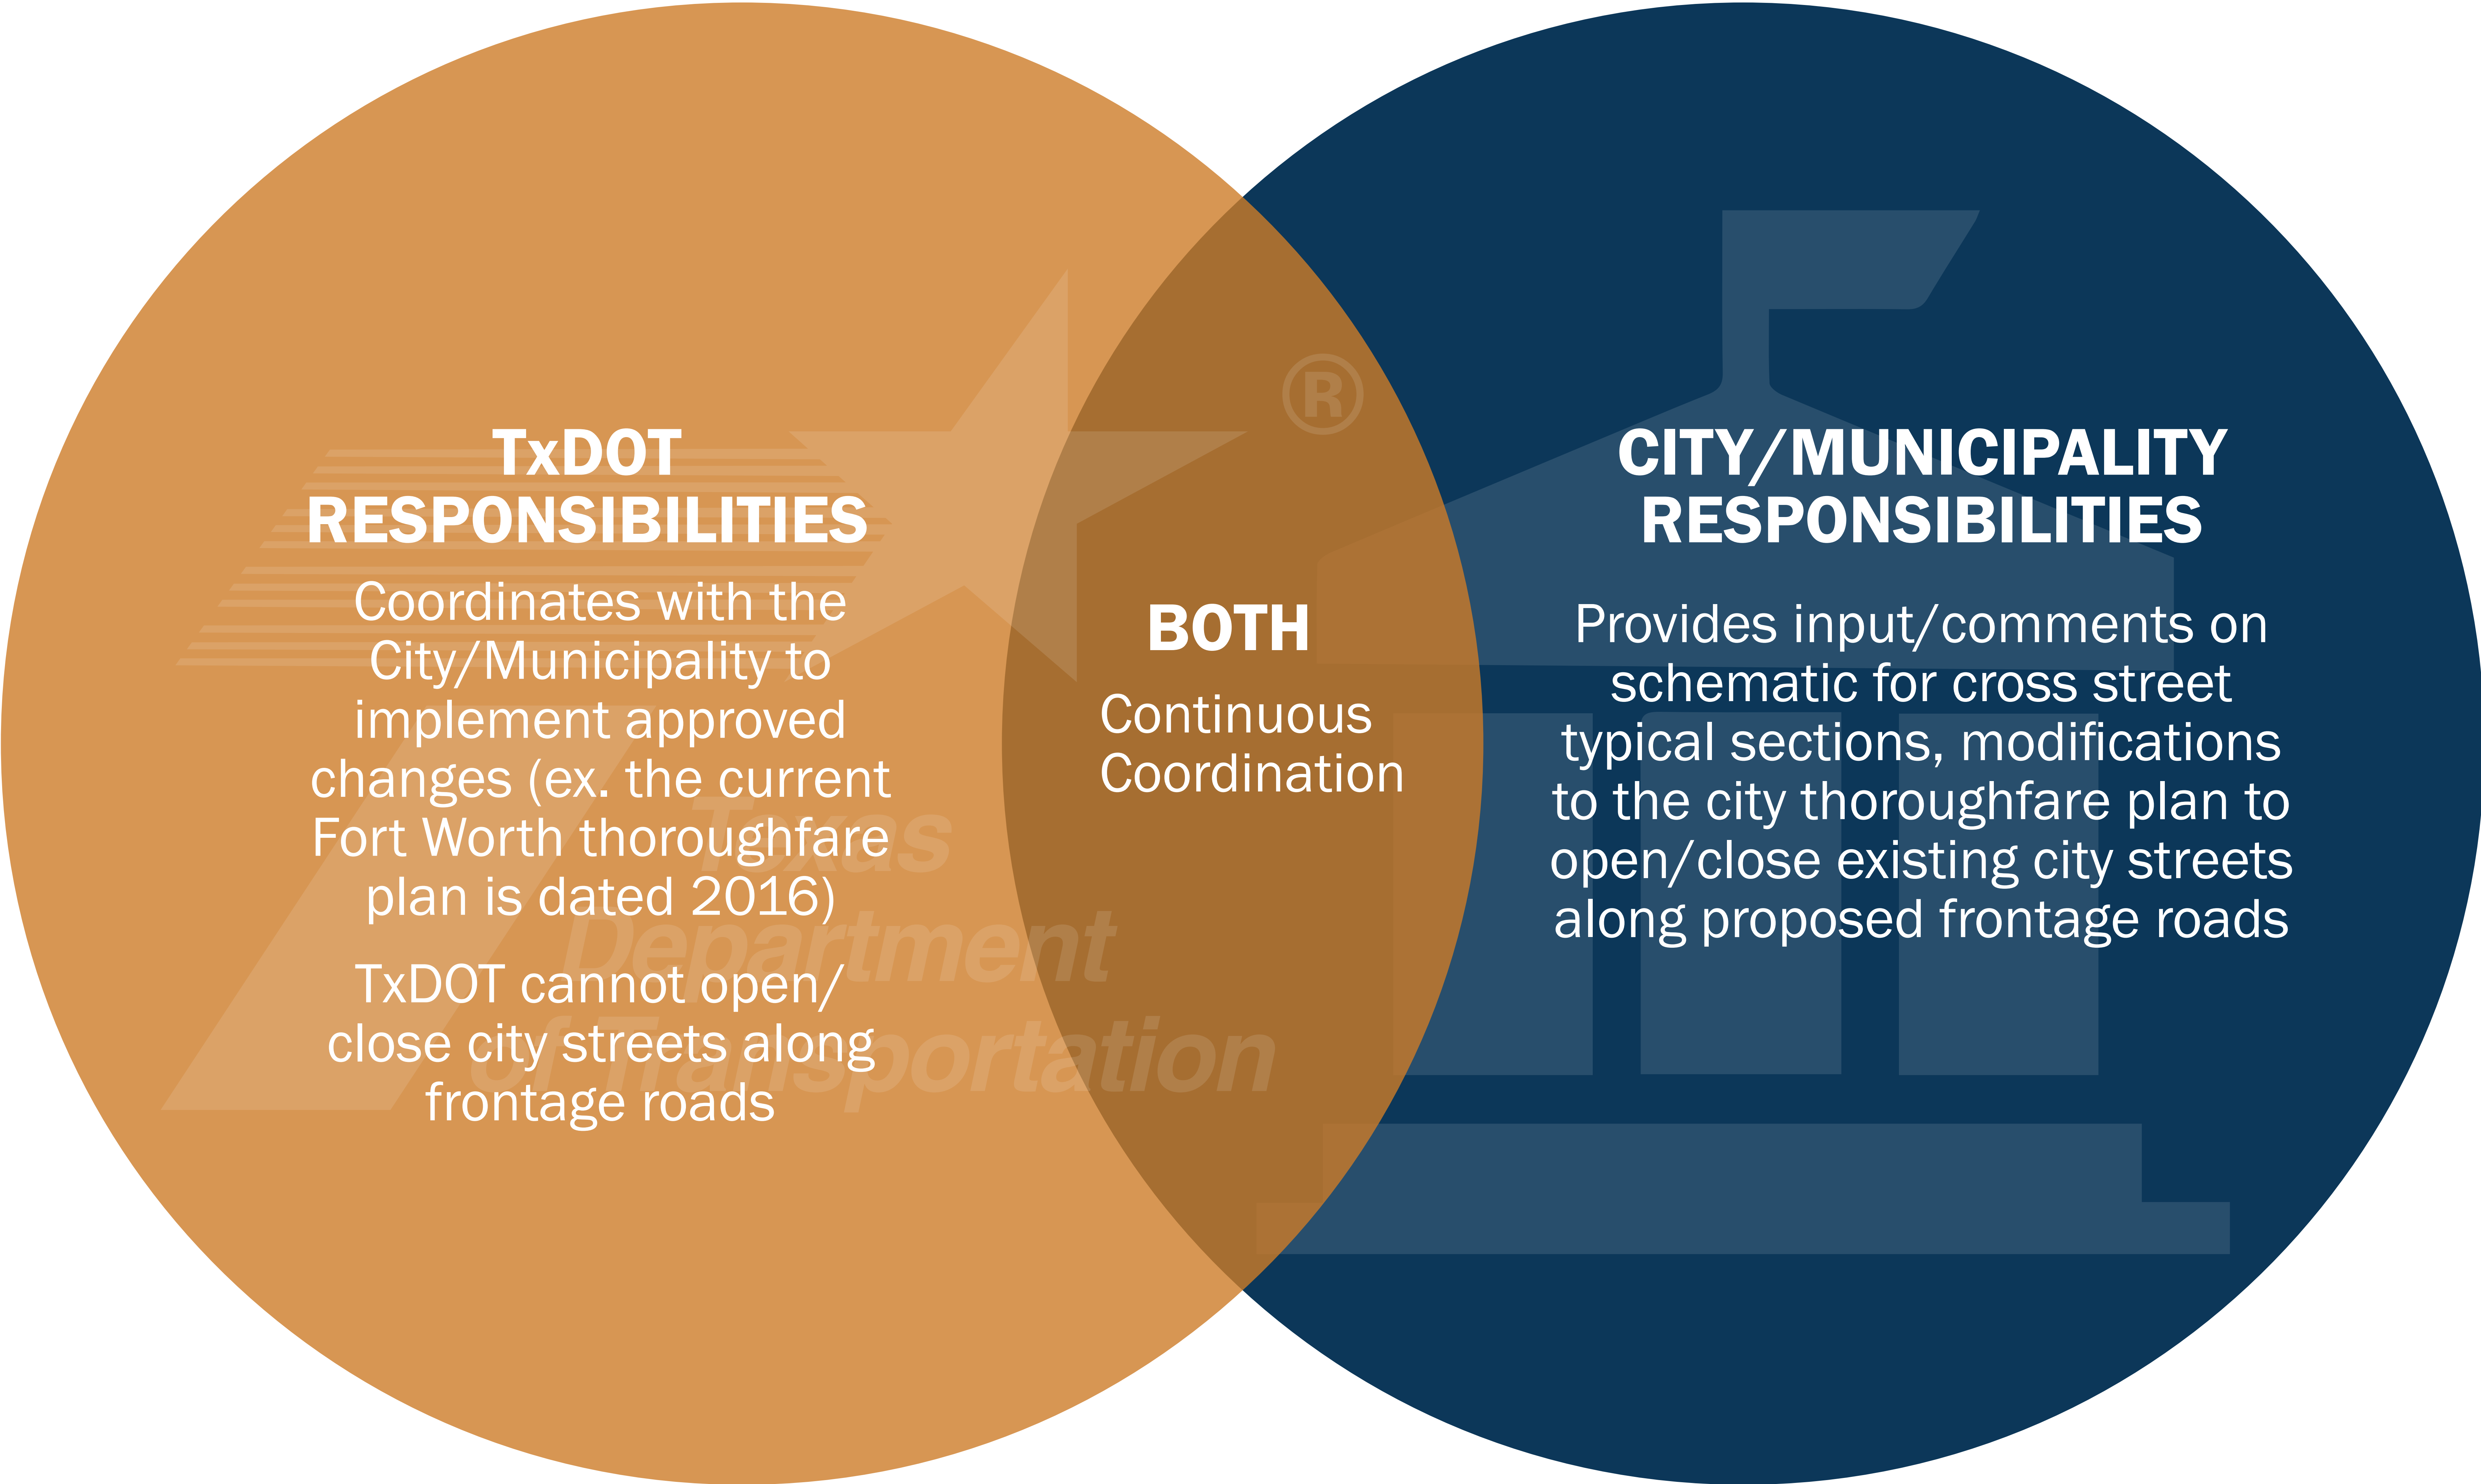 TxDOT
RESPONSIBILITIES
Coordinates with the
City/Municipality to
implement approved
changes (ex. the current
Fort Worth thoroughfare
plan is dated 2016)
TxDOT cannot open/
close city streets along
frontage roads
Texas
Department
of Transportation
®
BOTH
Continuous
Coordination
CITY/MUNICIPALITY
RESPONSIBILITIES
Provides input/comments on
schematic for cross street
typical sections, modifications
to the city thoroughfare plan to
open/close existing city streets
along proposed frontage roads